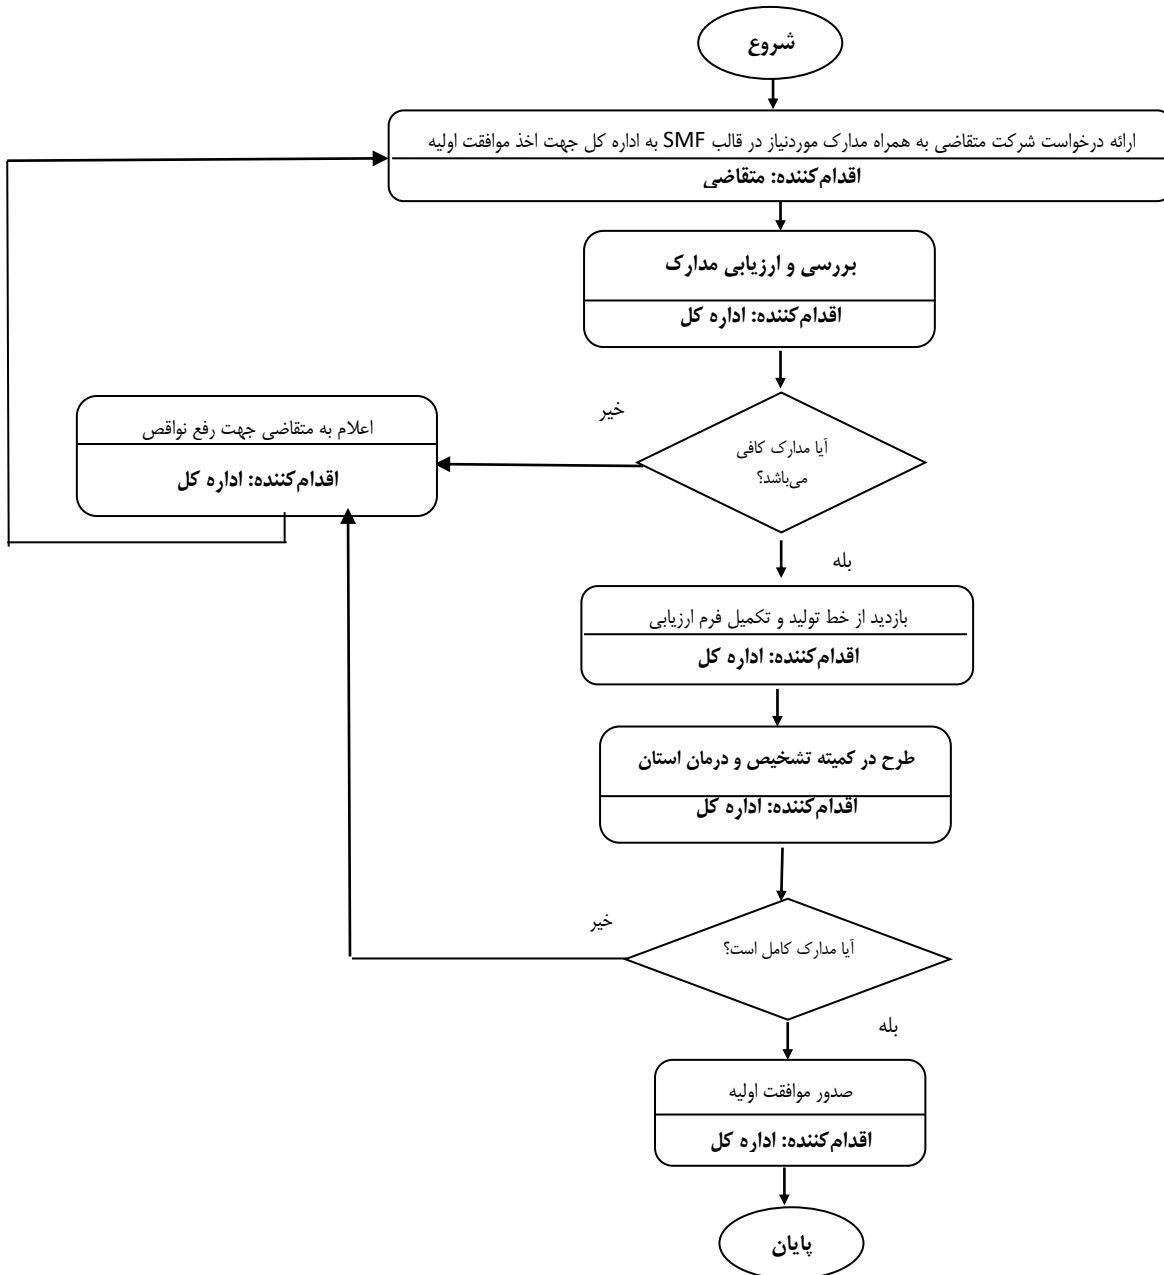 شروع
ارائه درخواست شرکت متقاضی به همراه مدارک موردنیاز در قالب SMF به اداره کل جهت اخذ موافقت اولیه
اقدام‌کننده: متقاضی
بررسی و ارزیابی مدارک
اقدام‌کننده: اداره کل
آیا مدارک کافی
می‌باشد؟
خیر
اعلام به متقاضی جهت رفع نواقص
اقدام‌کننده: اداره کل
بله
بازدید از خط تولید و تکمیل فرم ارزیابی
اقدام‌کننده: اداره کل
طرح در کمیته تشخیص و درمان استان
اقدام‌کننده: اداره کل
خیر
آیا مدارک کامل است؟
بله
صدور موافقت اولیه
اقدام‌کننده: اداره کل
پایان